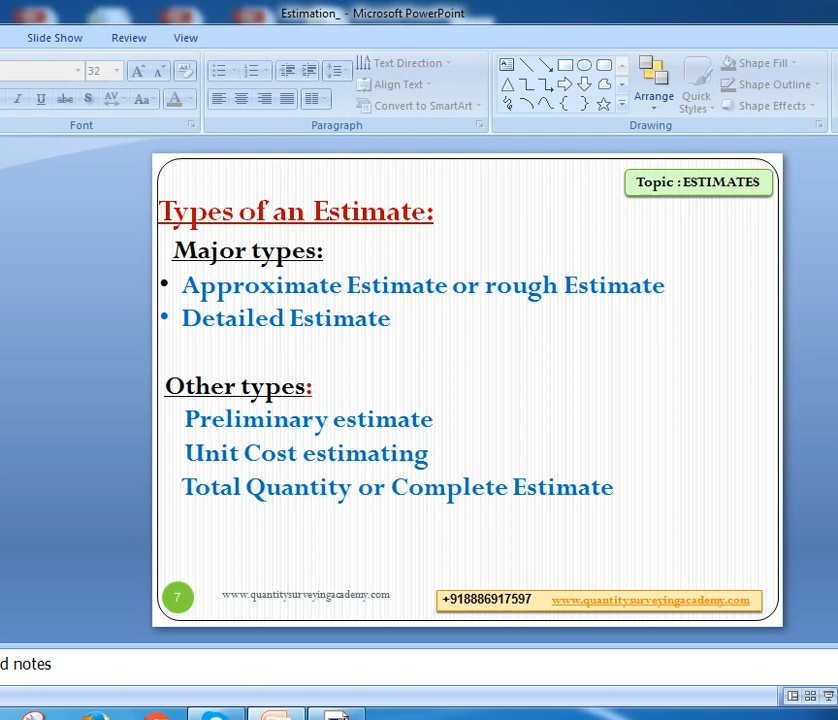 Estimation_ - Microsoft PowerPoint
Slide Show Review View
32 A A Text Direction Shape Fill
Align Text Shape Outline
I U abc S AV Aa A Convert to SmartArt Arrange Quick Styles Shape Effects
Font Paragraph Drawing
Topic : ESTIMATES
Types of an Estimate:
Major types:
• Approximate Estimate or rough Estimate
• Detailed Estimate
Other types:
Preliminary estimate
Unit Cost estimating
Total Quantity or Complete Estimate
7 www.quantitysurveyingacademy.com +918886917597 www.quantitysurveyingacademy.com
d notes